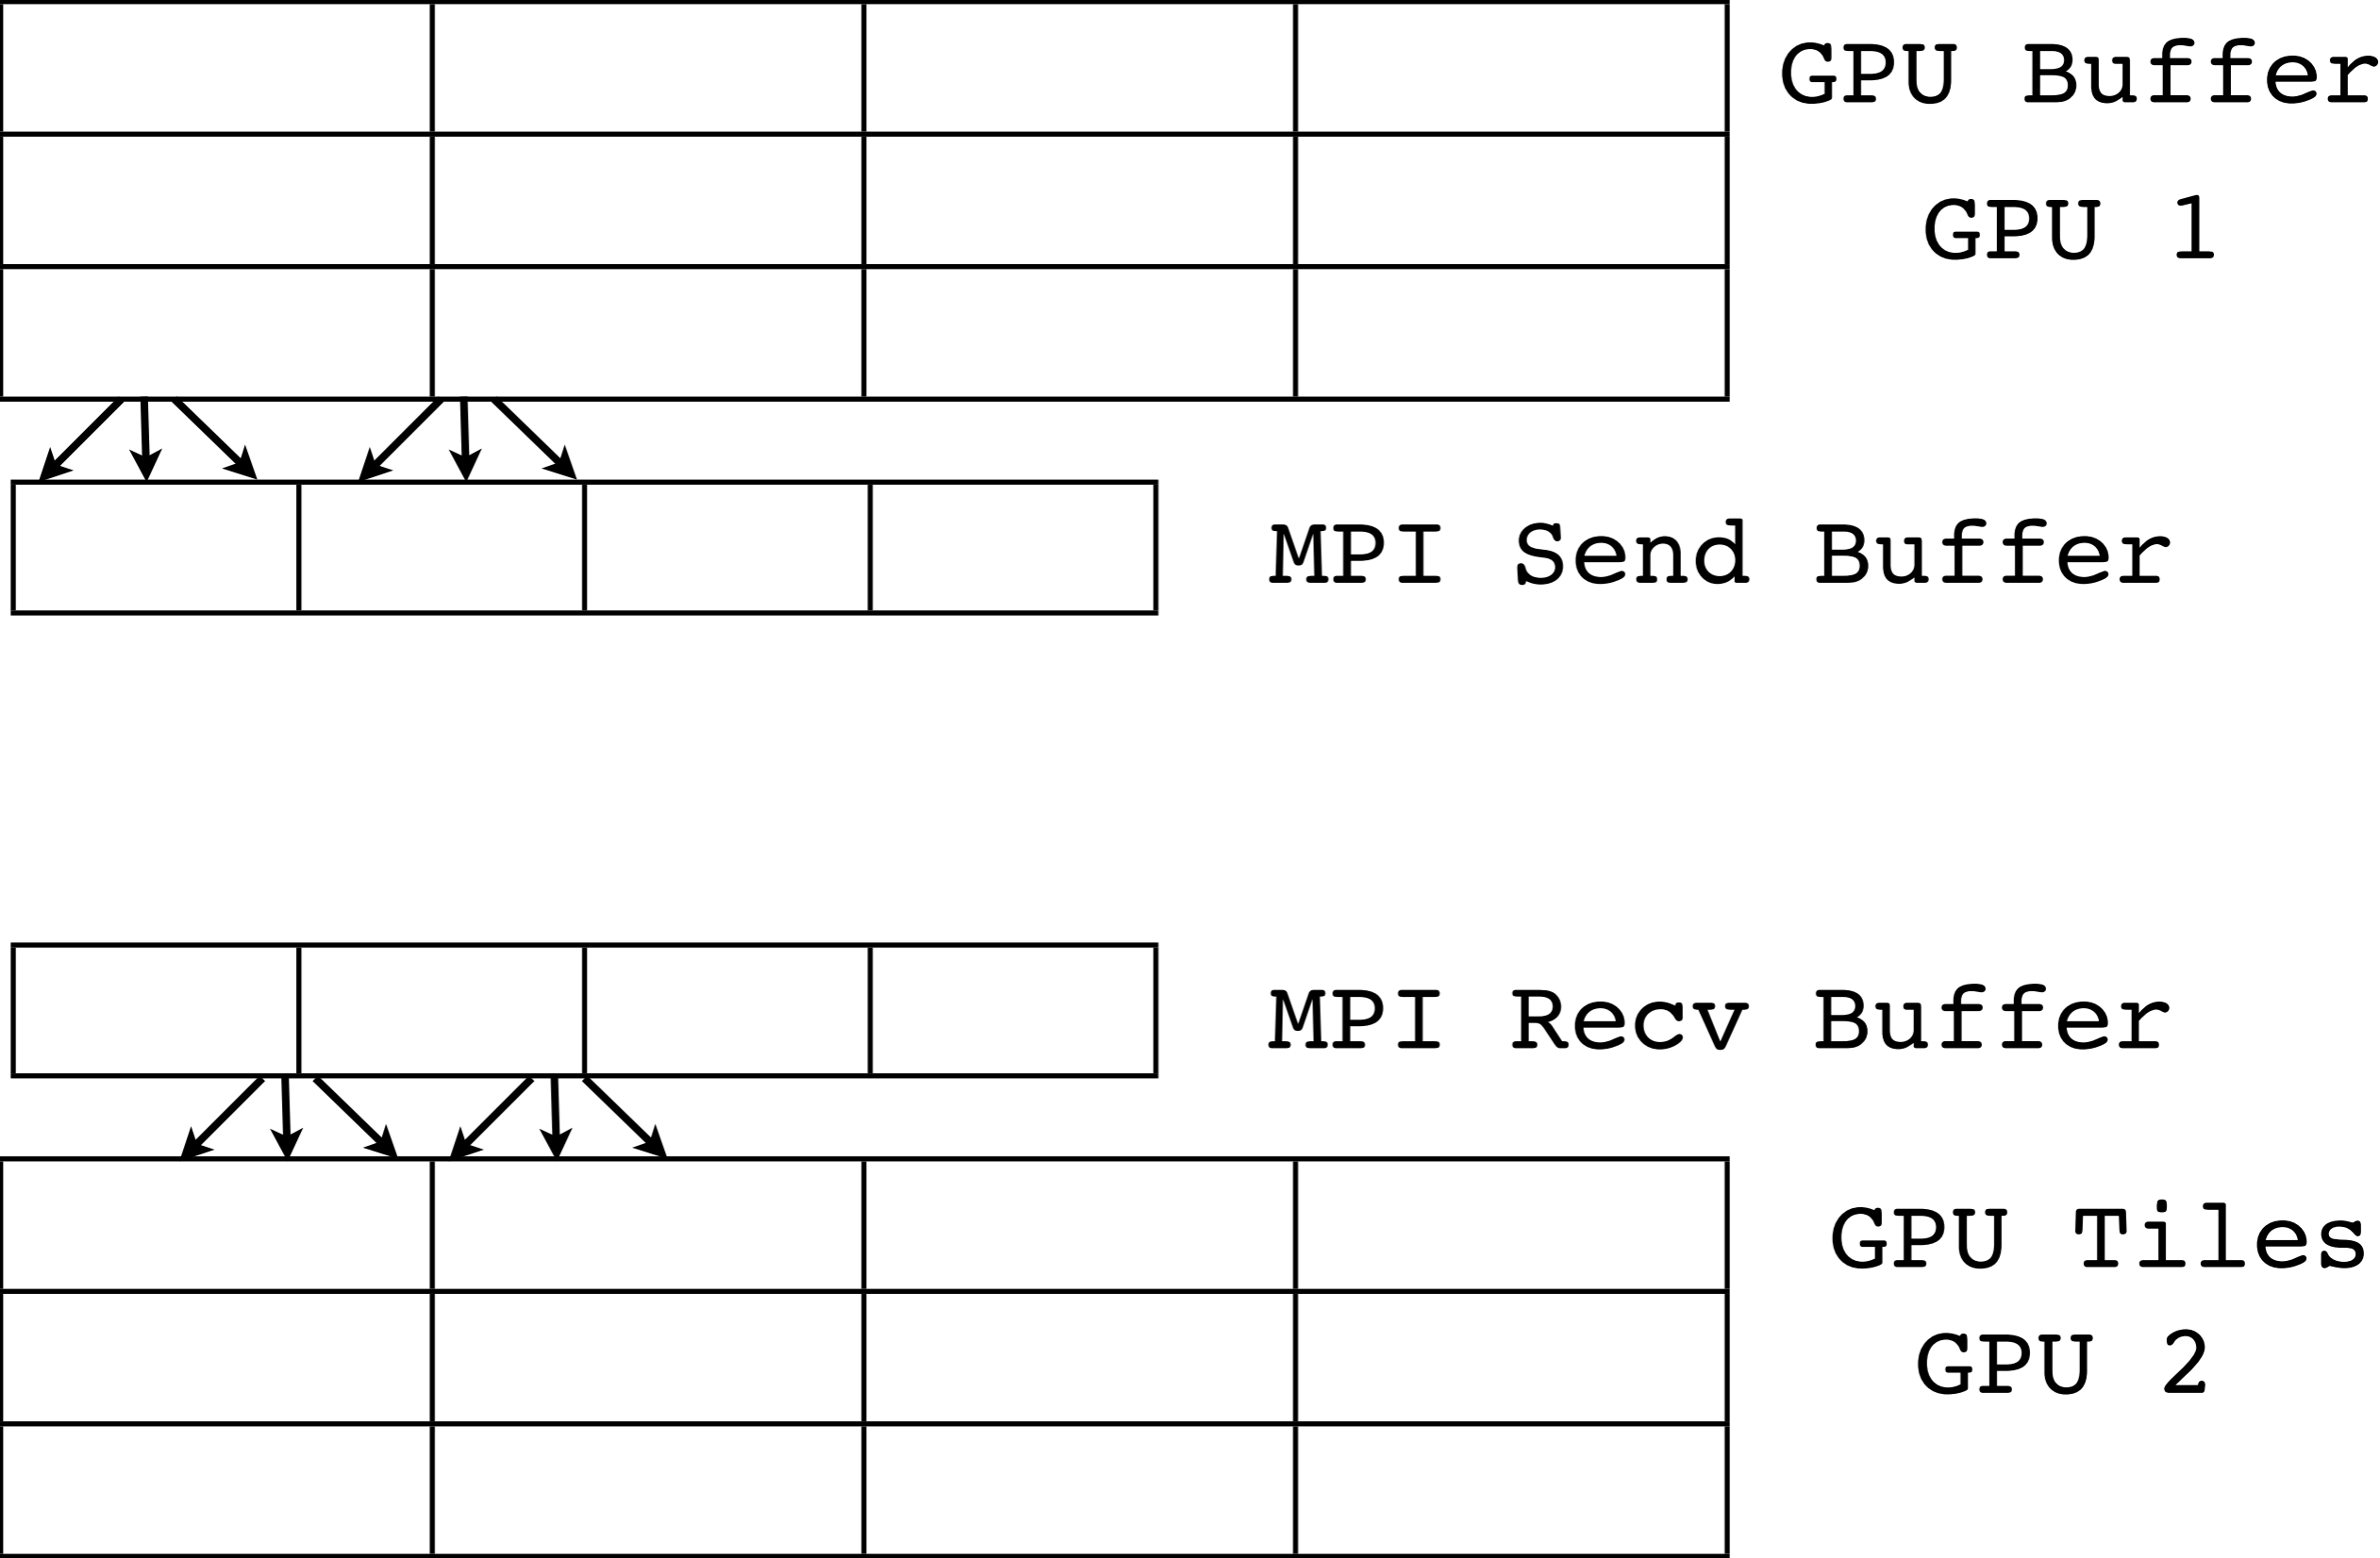 GPU Buffer
GPU 1
MPI Send Buffer
MPI Recv Buffer
GPU Tiles
GPU 2